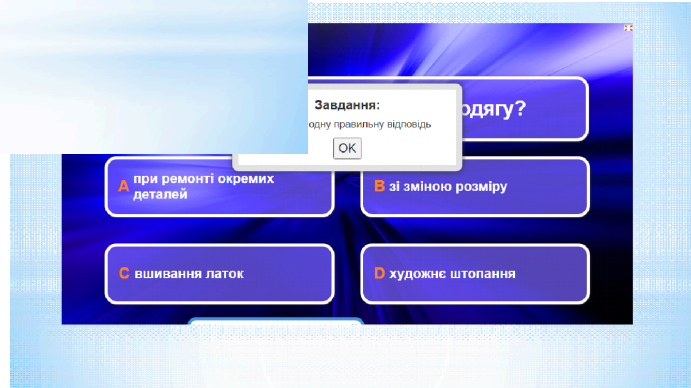 Завдання:
одну правильну відповідь
OK
одягу?
A при ремонті окремих
деталей
B зі зміною розміру
C вшивання латок
D художнє штопання